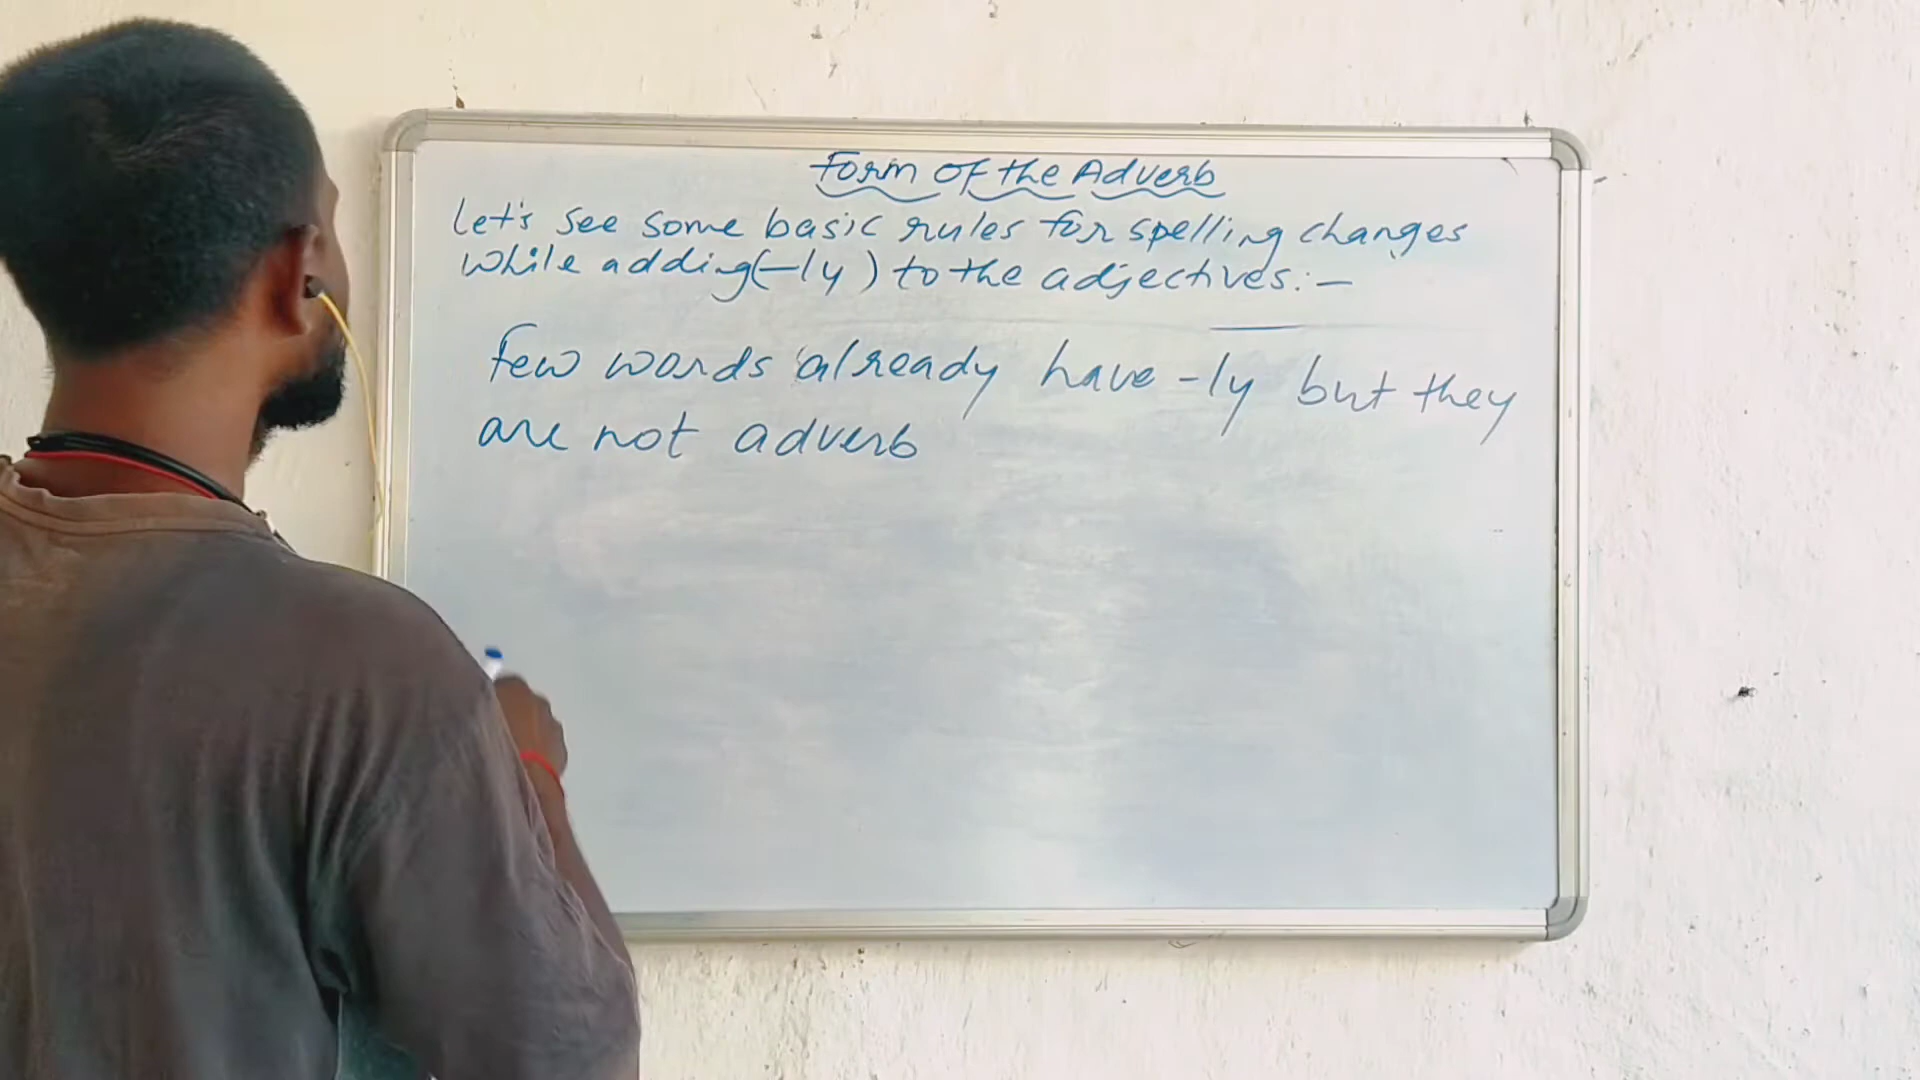 Form of the Adverb
Let's see some basic rules for spelling changes
while adding(-ly) to the adjectives:-
Few words already have -ly but they
are not adverb